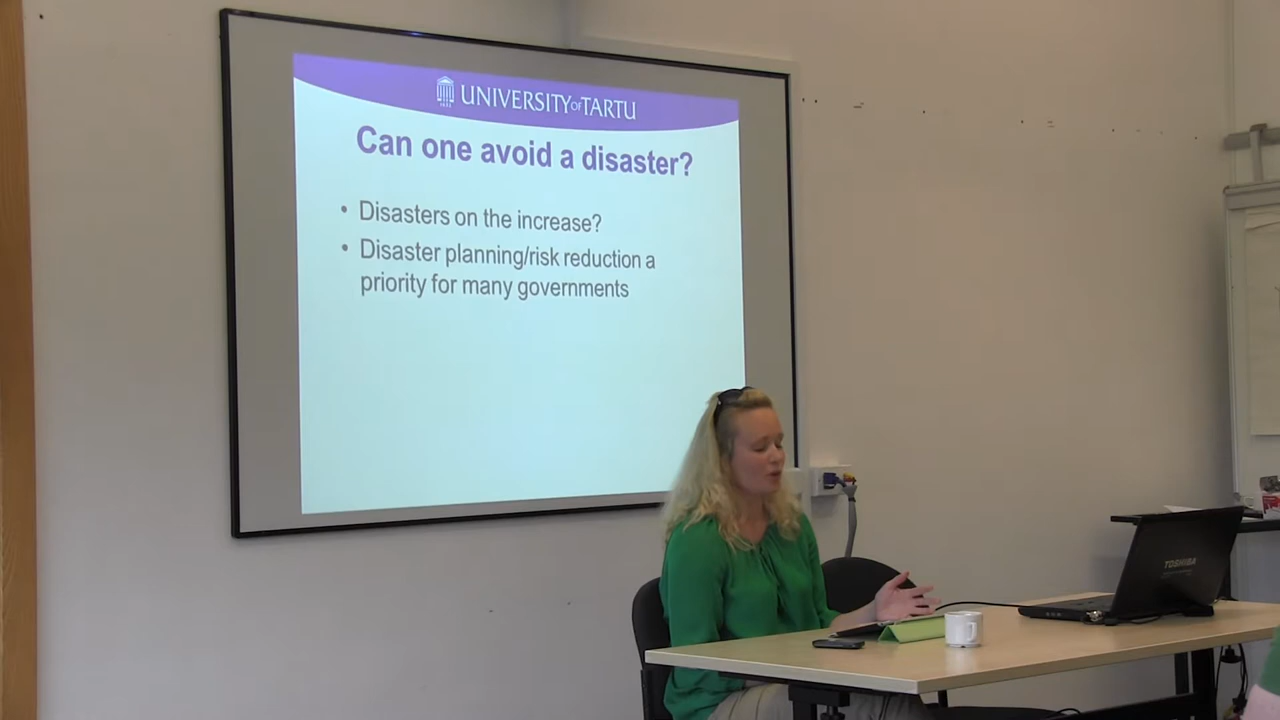 UNIVERSITY OF TARTU
Can one avoid a disaster?
• Disasters on the increase?
• Disaster planning/risk reduction a
priority for many governments
TOSHIBA